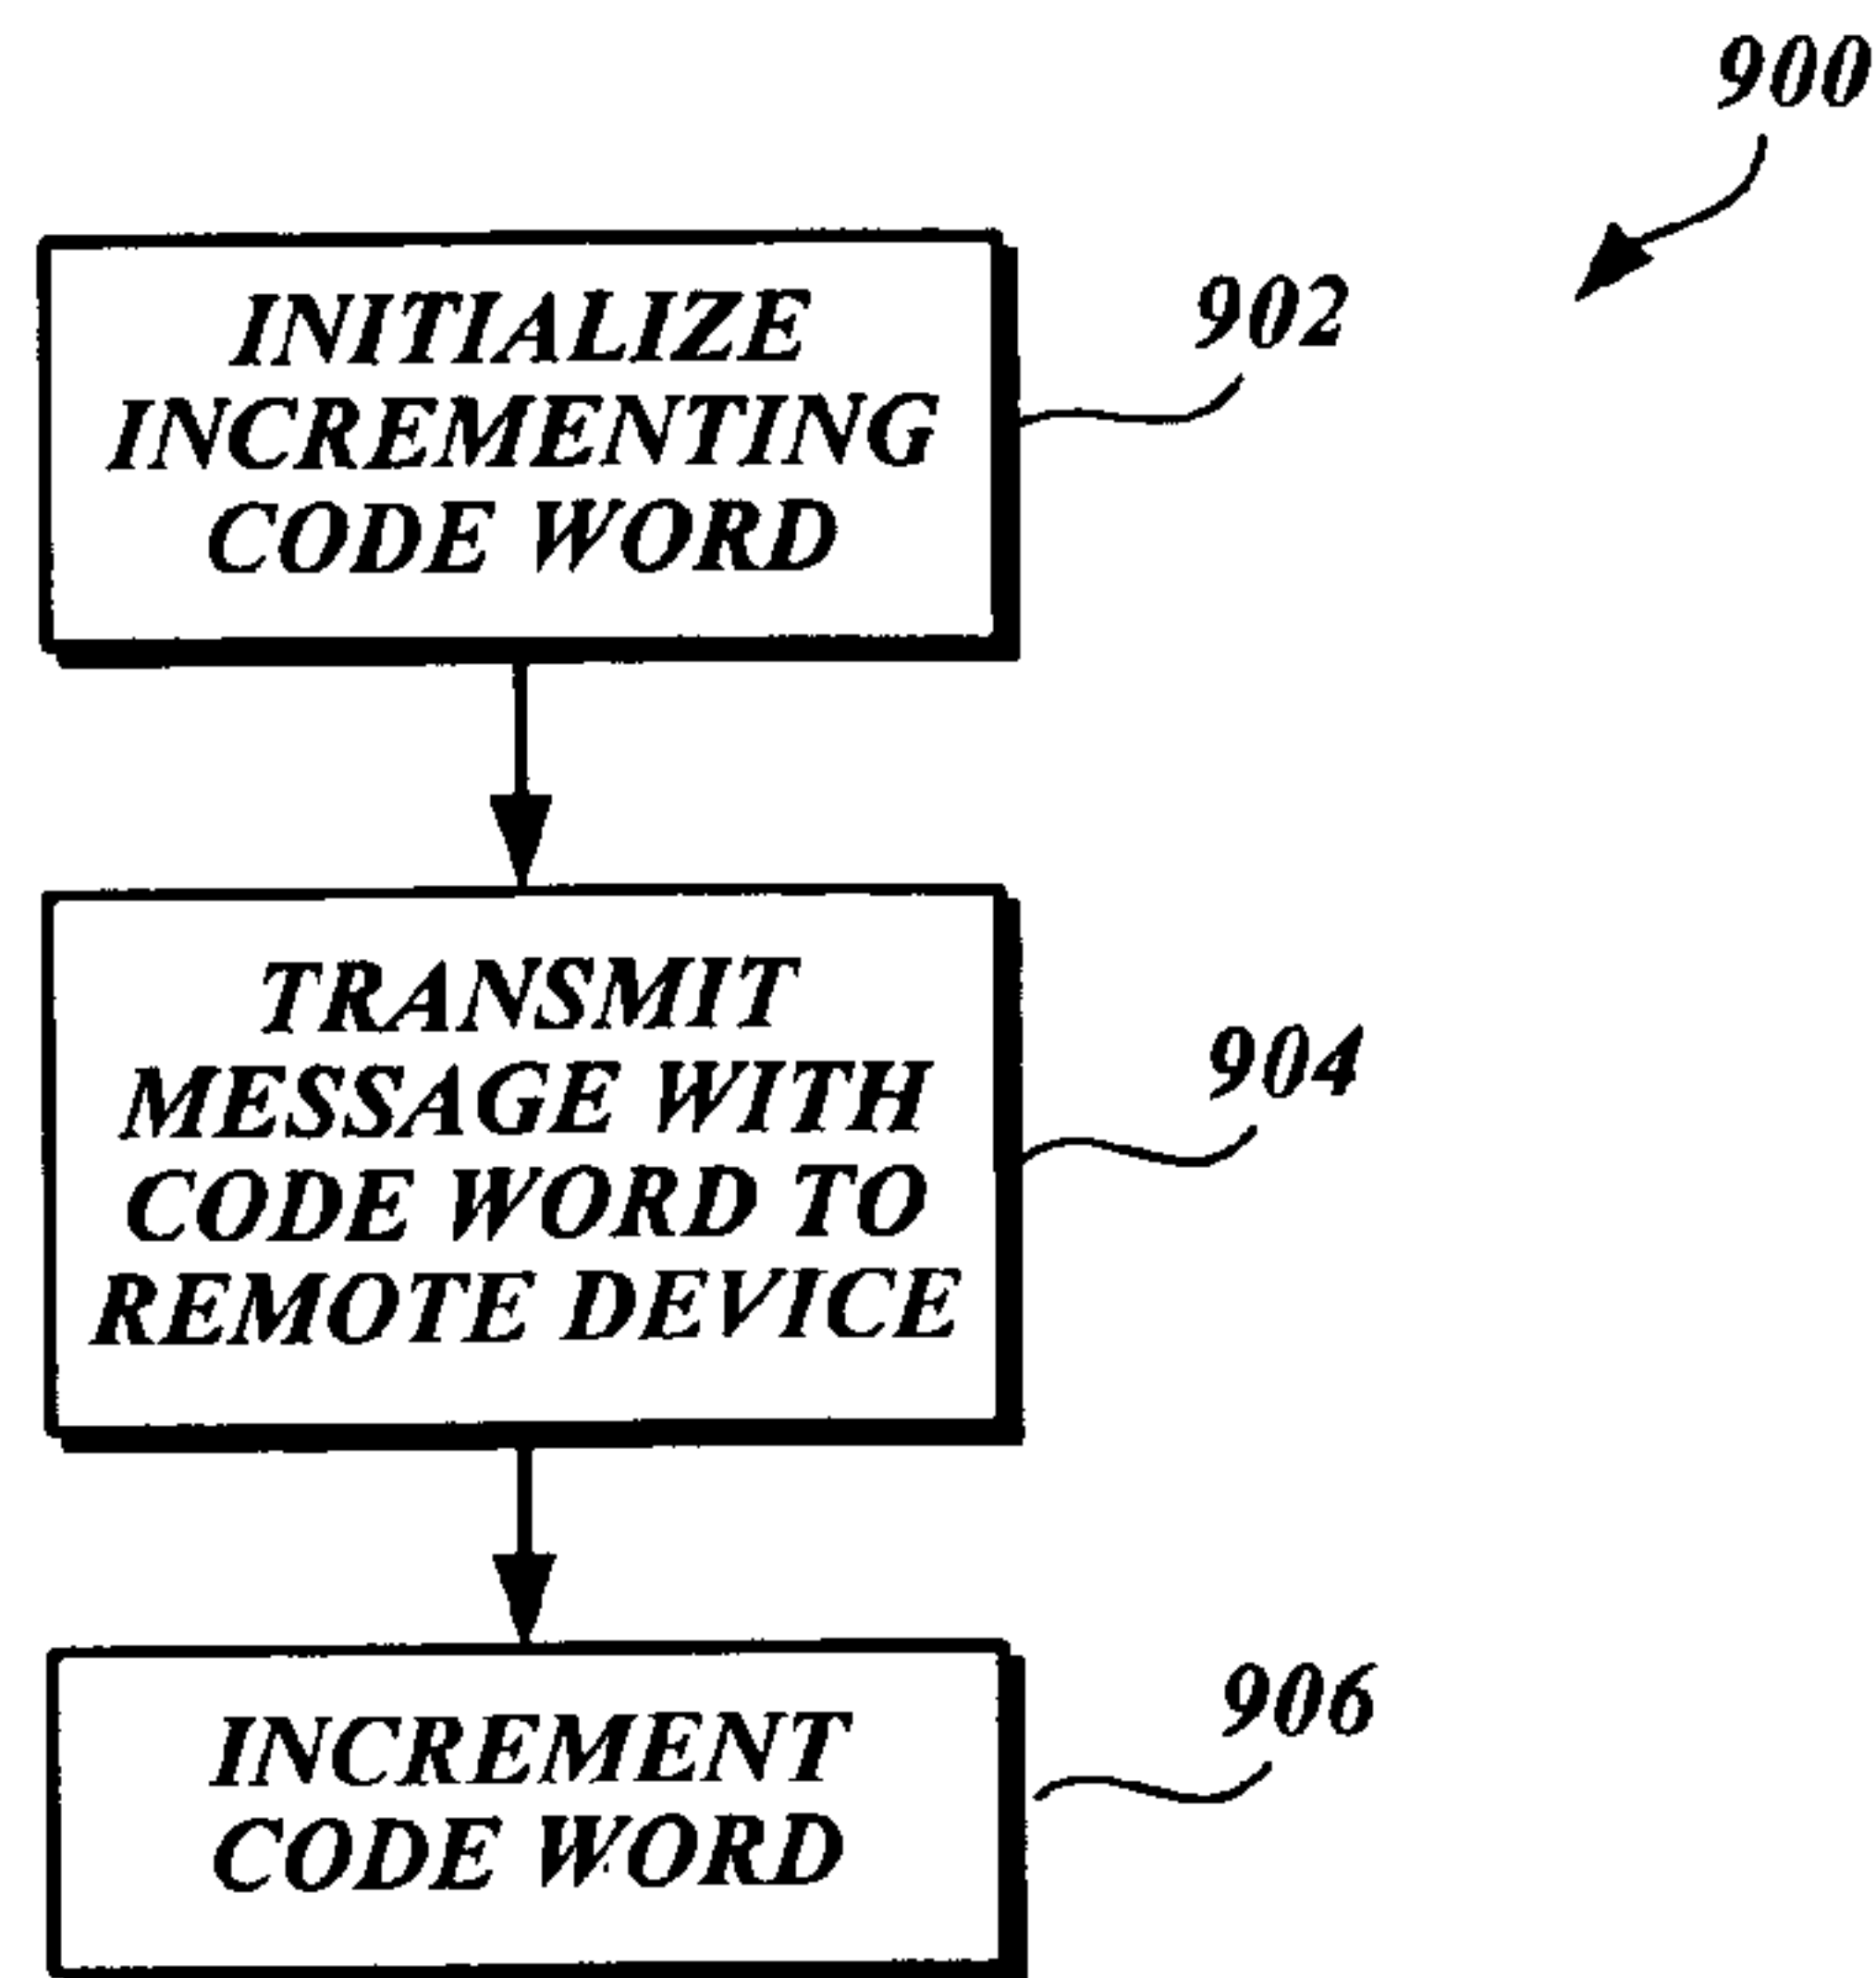 900
INITIALIZE
INCREMENTING
CODE WORD
902
TRANSMIT
MESSAGE WITH
CODE WORD TO
REMOTE DEVICE
904
INCREMENT
CODE WORD
906